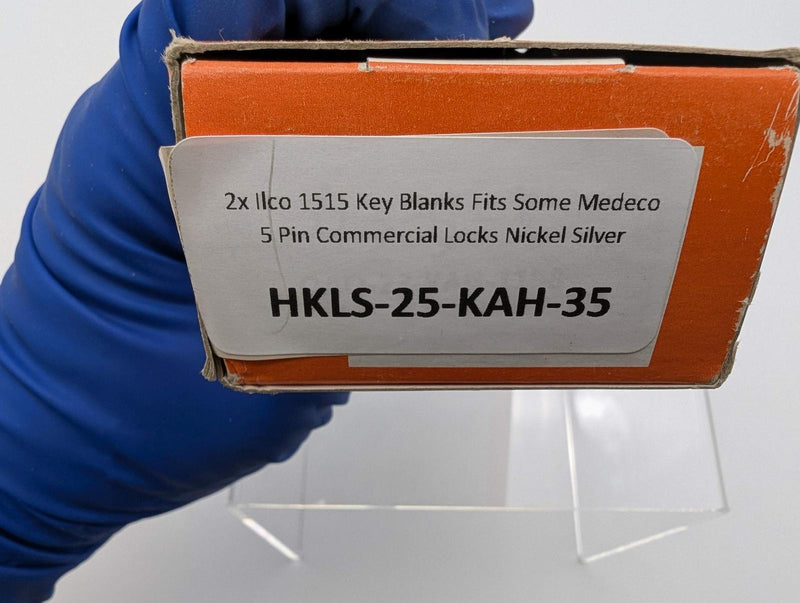 2x Ilco 1515 Key Blanks Fits Some Medeco
5 Pin Commercial Locks Nickel Silver
HKLS-25-KAH-35